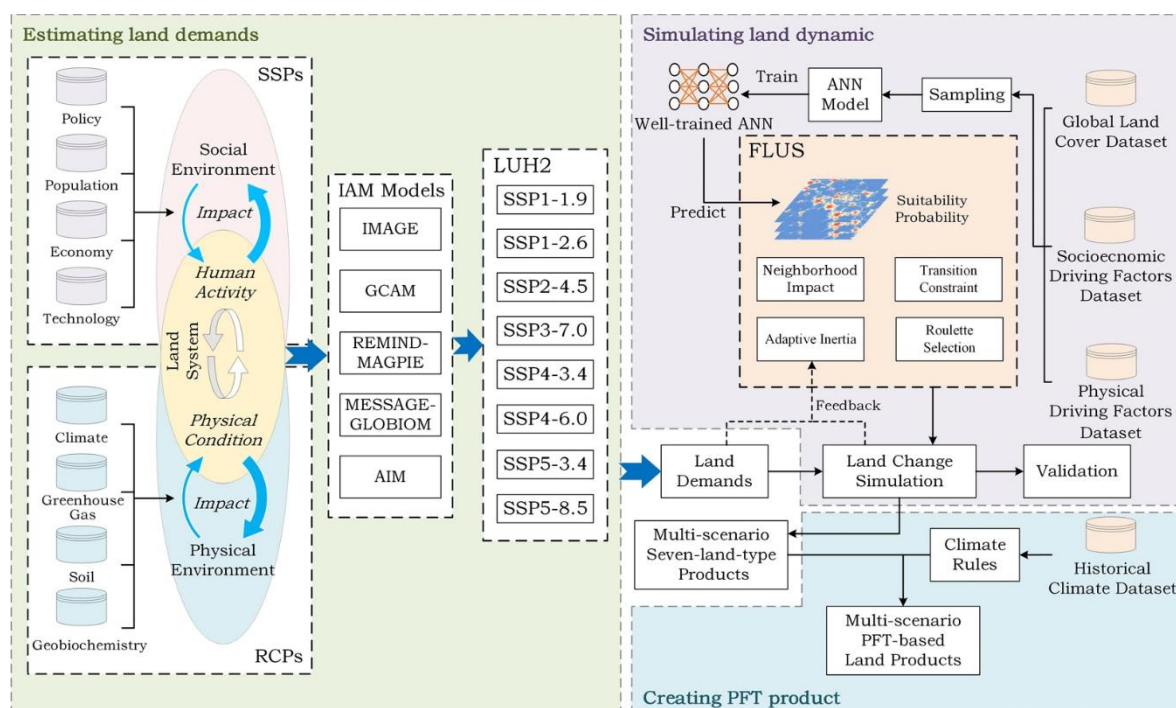 Estimating land demands
SSPs
Policy
Population
Economy
Technology
Social
Environment
Impact
Human
Activity
Land
System
Physical
Condition
Impact
Physical
Environment
Climate
Greenhouse
Gas
Soil
Geobiochemistry
RCPs
IAM Models
IMAGE
GCAM
REMIND-
MAGPIE
MESSAGE-
GLOBIOM
AIM
LUH2
SSP1-1.9
SSP1-2.6
SSP2-4.5
SSP3-7.0
SSP4-3.4
SSP4-6.0
SSP5-3.4
SSP5-8.5
Simulating land dynamic
Well-trained ANN
Train
ANN
Model
Sampling
Global Land
Cover Dataset
Socioecnomic
Driving Factors
Dataset
Physical
Driving Factors
Dataset
Predict
FLUS
Suitability
Probability
Neighborhood
Impact
Transition
Constraint
Adaptive Inertia
Roulette
Selection
Feedback
Land
Demands
Land Change
Simulation
Validation
Multi-scenario
Seven-land-type
Products
Climate
Rules
Historical
Climate Dataset
Multi-scenario
PFT-based
Land Products
Creating PFT product